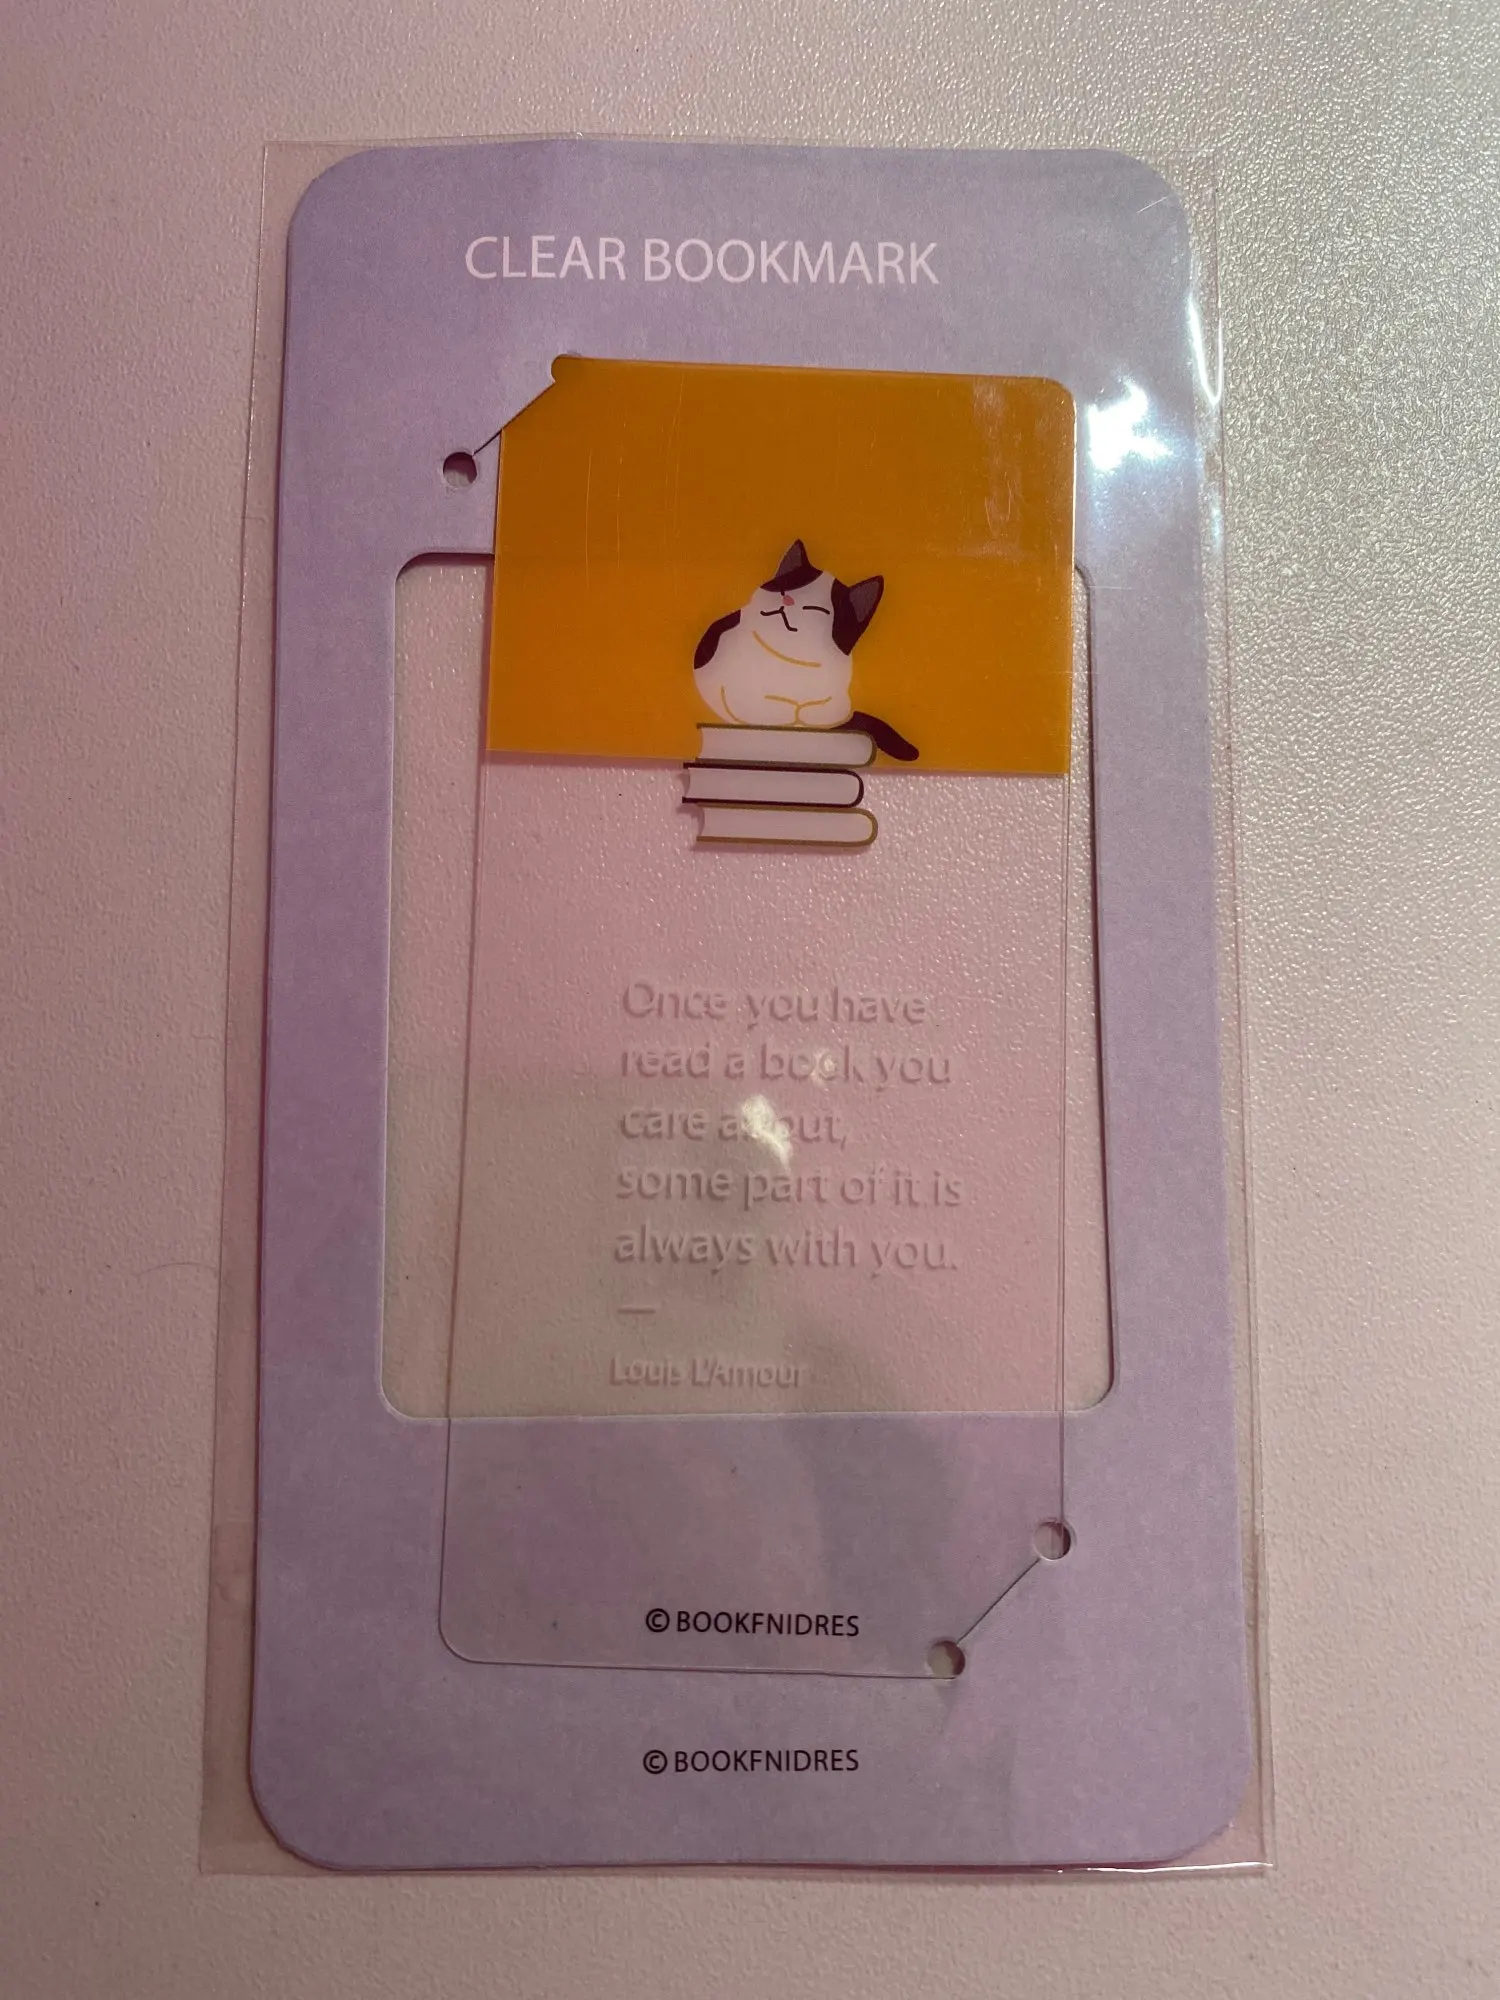 CLEAR BOOKMARK
Once you have
read a book you
care about,
some part of it is
always with you.
—
Louis L'Amour
© BOOKFNIDRES
© BOOKFNIDRES